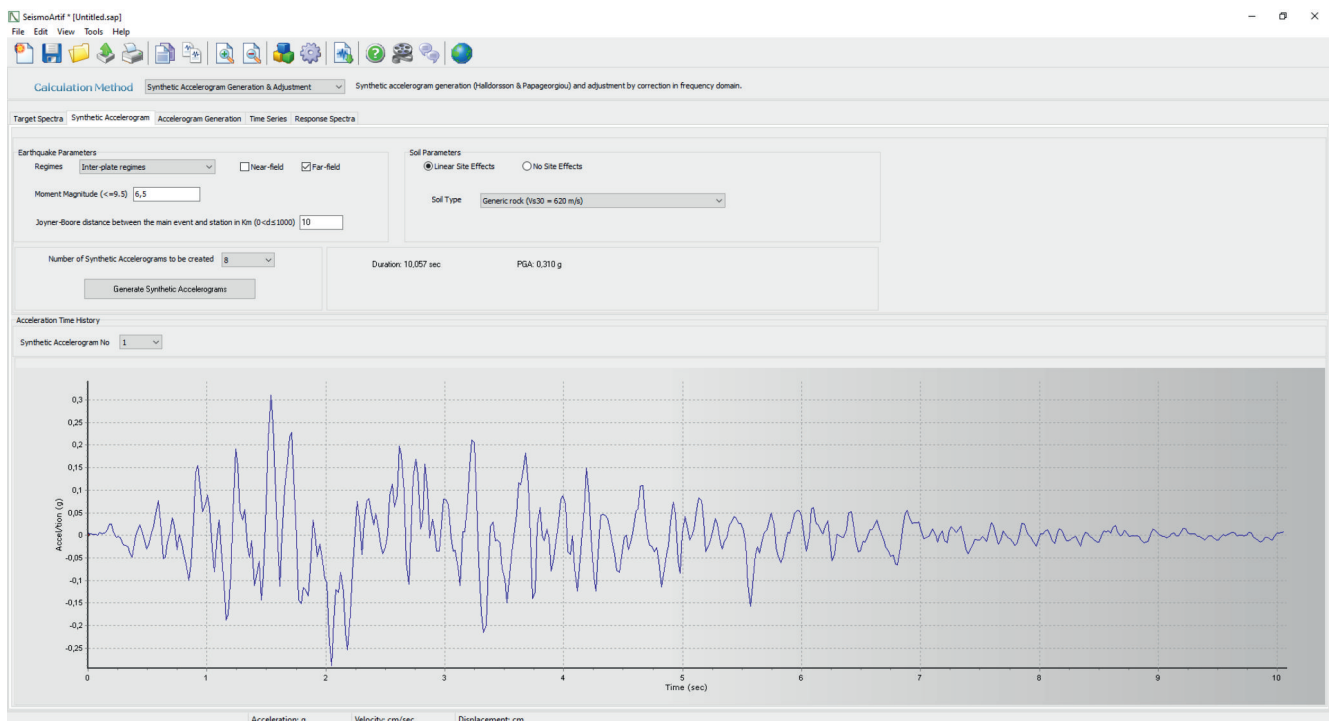 SeismoArtif * [Untitled.sap]
File Edit View Tools Help
Calculation Method Synthetic Accelerogram Generation & Adjustment Synthetic accelerogram generation (Halldorsson & Papageorgiou) and adjustment by correction in frequency domain.
Target Spectra Synthetic Accelerogram Accelerogram Generation Time Series Response Spectra
Earthquake Parameters Soil Parameters
Regimes Inter-plate regimes Near-field Far-field Linear Site Effects No Site Effects
Moment Magnitude (<=9.5) 6,5
Soil Type Generic rock (Vs30 = 620 m/s)
Joyner-Boore distance between the main event and station in Km (0<d≤1000) 10
Number of Synthetic Accelerograms to be created 8
Duration: 10,057 sec PGA: 0,310 g
Generate Synthetic Accelerograms
Acceleration Time History
Synthetic Accelerogram No 1
0,3
0,25
0,2
0,15
0,1
0,05
0
-0,05
-0,1
-0,15
-0,2
-0,25
Acceleration (g)
0 1 2 3 4 5 6 7 8 9 10
Time (sec)
Acceleration: g Velocity: cm/sec Displacement: cm